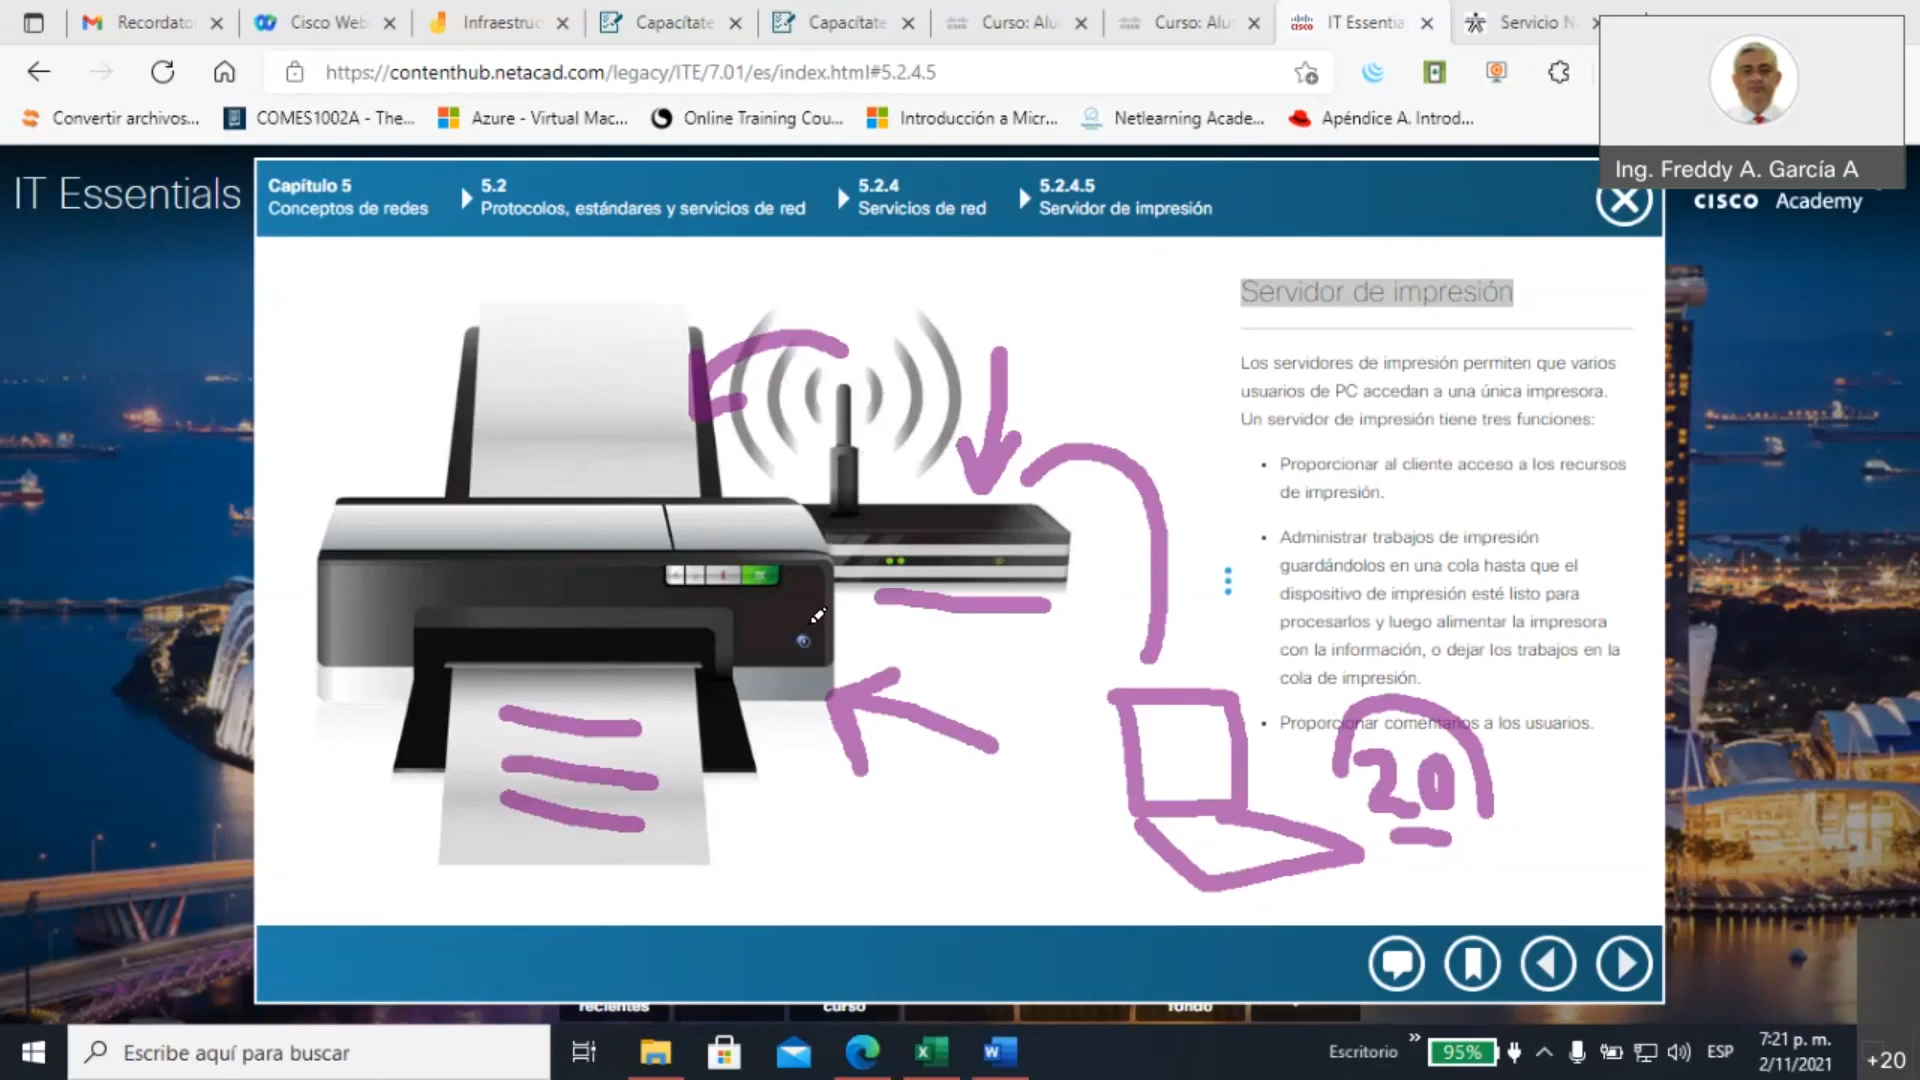 Recordato
Cisco Web
Infraestruc
Capacítate
Capacítate
Curso: Alu
Curso: Alu
IT Essentia
Servicio N
https://contenthub.netacad.com/legacy/ITE/7.01/es/index.html#5.2.4.5
Convertir archivos...
COMES1002A - The...
Azure - Virtual Mac...
Online Training Cou...
Introducción a Micr...
Netlearning Acade...
Apéndice A. Introd...
Ing. Freddy A. García A
IT Essentials
Capítulo 5
Conceptos de redes
5.2
Protocolos, estándares y servicios de red
5.2.4
Servicios de red
5.2.4.5
Servidor de impresión
CISCO Academy
Servidor de impresión
Los servidores de impresión permiten que varios
usuarios de PC accedan a una única impresora.
Un servidor de impresión tiene tres funciones:
• Proporcionar al cliente acceso a los recursos
de impresión.
• Administrar trabajos de impresión
guardándolos en una cola hasta que el
dispositivo de impresión esté listo para
procesarlos y luego alimentar la impresora
con la información, o dejar los trabajos en la
cola de impresión.
• Proporcionar comentarios a los usuarios.
20
recientes
curso
fondo
Escribe aquí para buscar
Escritorio
95%
ESP
7:21 p. m.
2/11/2021
+20